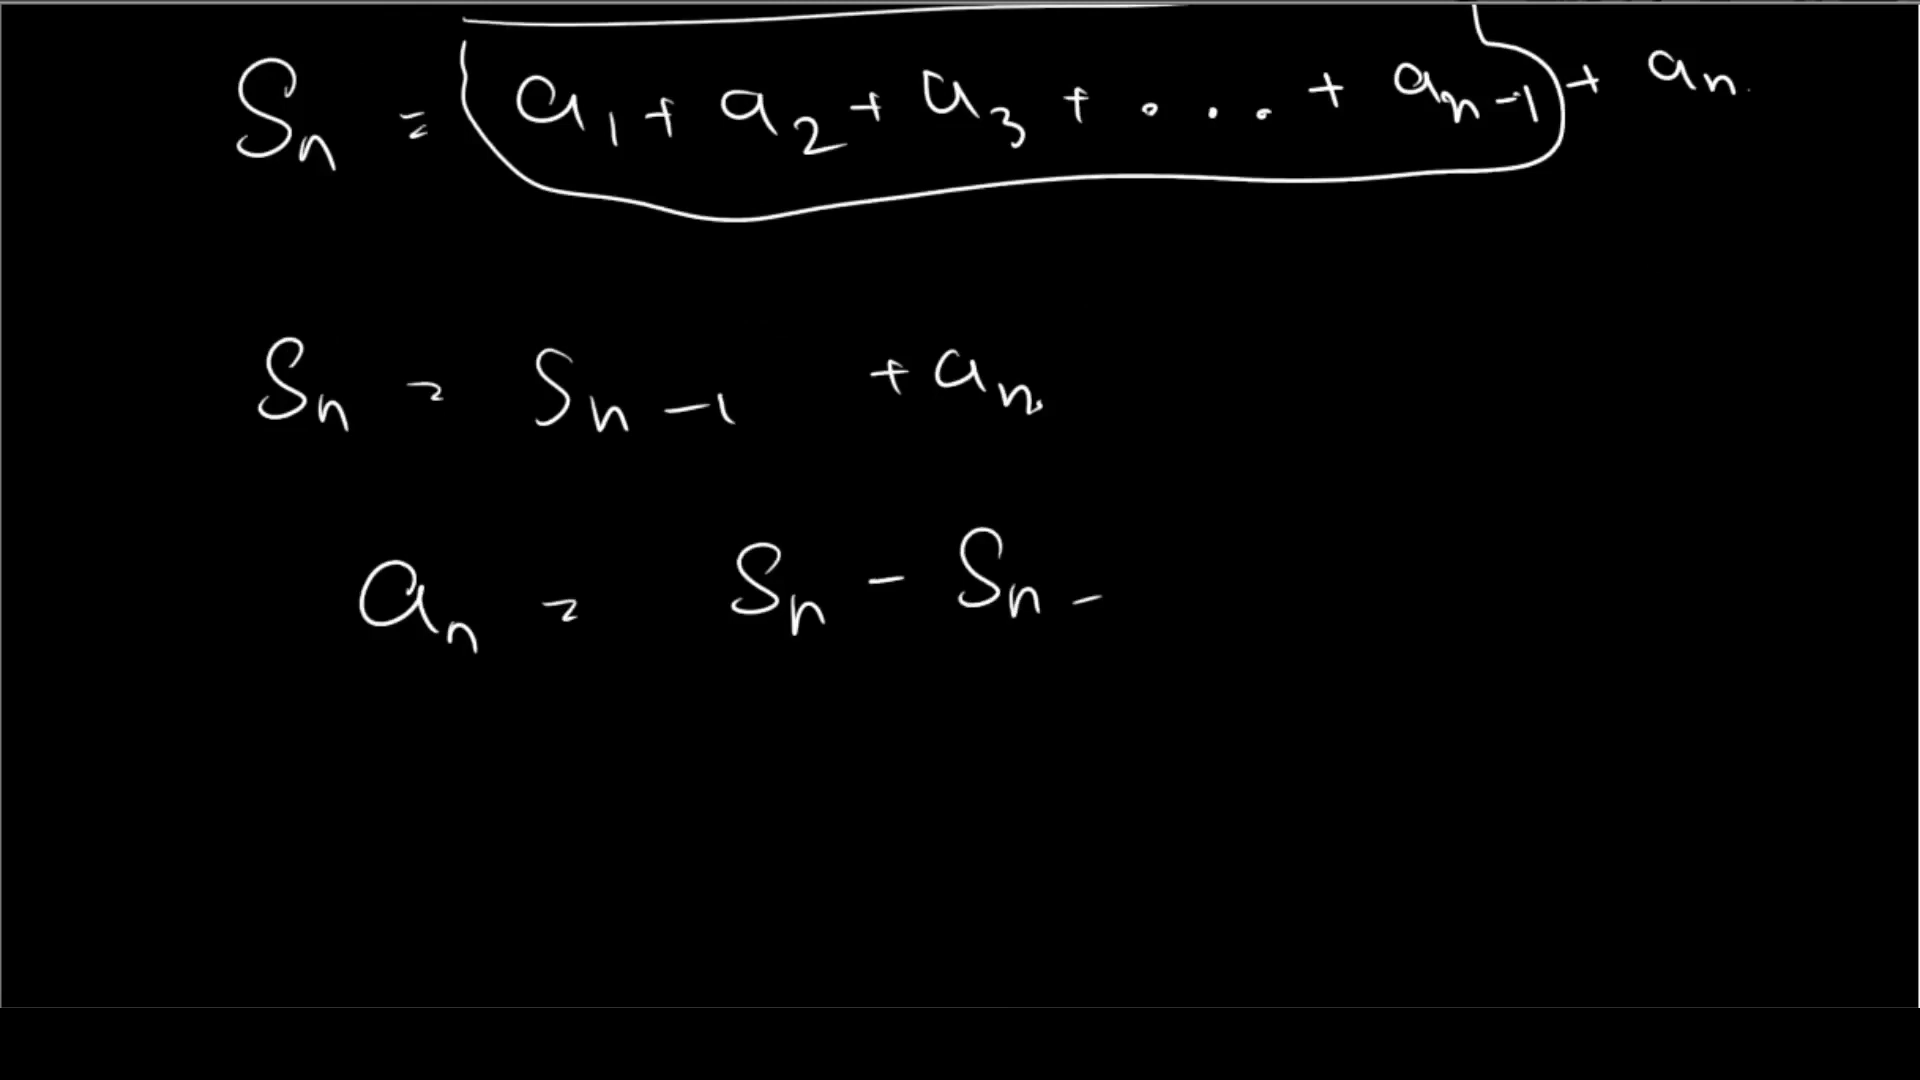 Sₙ = a₁ + a₂ + a₃ + . . . . + aₙ₋₁ + aₙ.
Sₙ = Sₙ₋₁ + aₙ.
aₙ = Sₙ - Sₙ₋